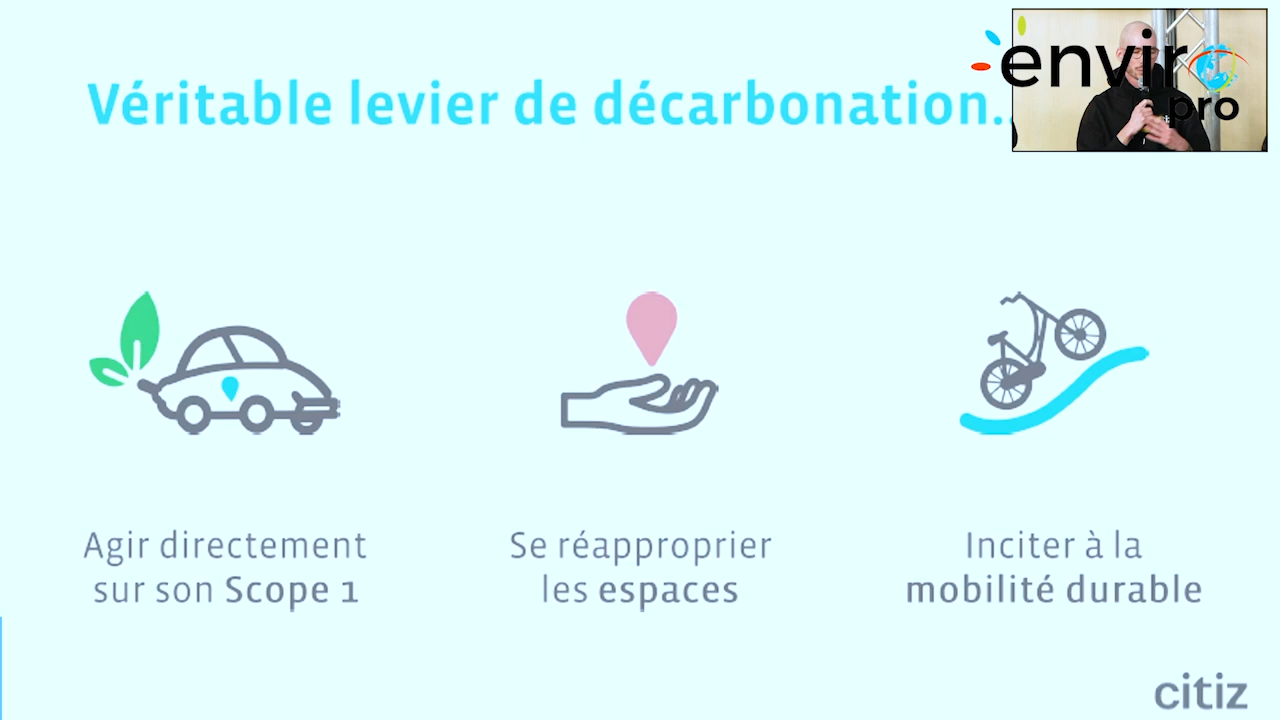 Véritable levier de décarbonation..
enviro
pro
Agir directement
sur son Scope 1
Se réapproprier
les espaces
Inciter à la
mobilité durable
citiz